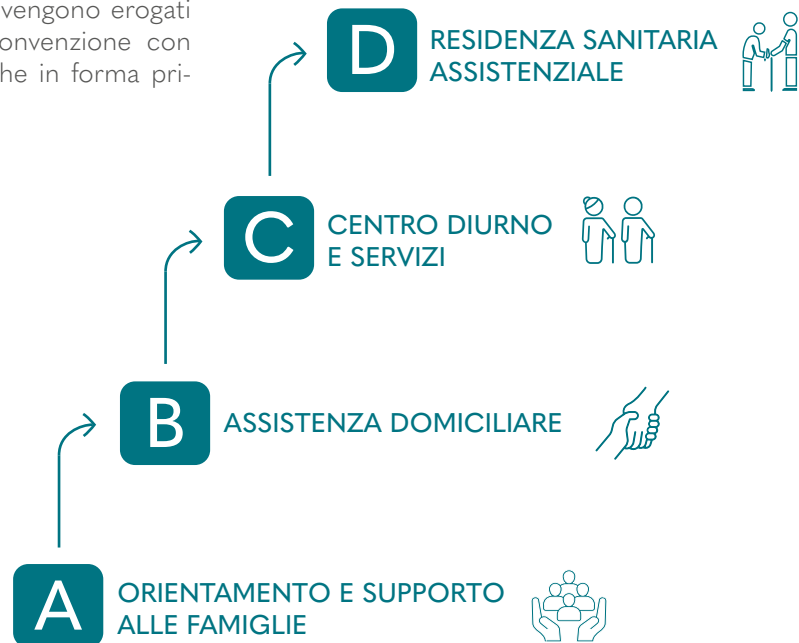 vengono erogati
onvenzione con
he in forma pri-
D
RESIDENZA SANITARIA
ASSISTENZIALE
C
CENTRO DIURNO
E SERVIZI
B
ASSISTENZA DOMICILIARE
A
ORIENTAMENTO E SUPPORTO
ALLE FAMIGLIE